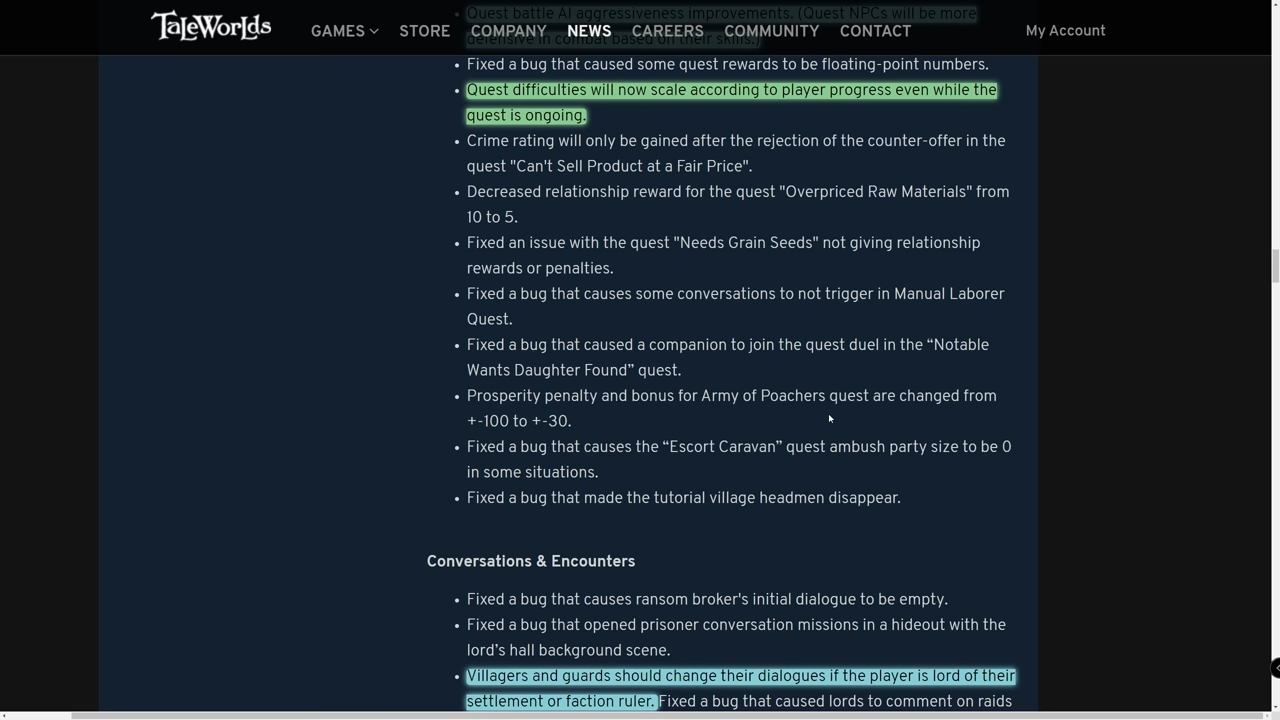 Quest battle AI aggressiveness improvements. (Quest NPCs will be more
TaleWorlds GAMES STORE COMPANY NEWS CAREERS COMMUNITY CONTACT My Account
defensive in combat based on their skills.)
• Fixed a bug that caused some quest rewards to be floating-point numbers.
• Quest difficulties will now scale according to player progress even while the
quest is ongoing.
• Crime rating will only be gained after the rejection of the counter-offer in the
quest "Can't Sell Product at a Fair Price".
• Decreased relationship reward for the quest "Overpriced Raw Materials" from
10 to 5.
• Fixed an issue with the quest "Needs Grain Seeds" not giving relationship
rewards or penalties.
• Fixed a bug that causes some conversations to not trigger in Manual Laborer
Quest.
• Fixed a bug that caused a companion to join the quest duel in the “Notable
Wants Daughter Found” quest.
• Prosperity penalty and bonus for Army of Poachers quest are changed from
+-100 to +-30.
• Fixed a bug that causes the “Escort Caravan” quest ambush party size to be 0
in some situations.
• Fixed a bug that made the tutorial village headmen disappear.
Conversations & Encounters
• Fixed a bug that causes ransom broker's initial dialogue to be empty.
• Fixed a bug that opened prisoner conversation missions in a hideout with the
lord’s hall background scene.
• Villagers and guards should change their dialogues if the player is lord of their
settlement or faction ruler. Fixed a bug that caused lords to comment on raids